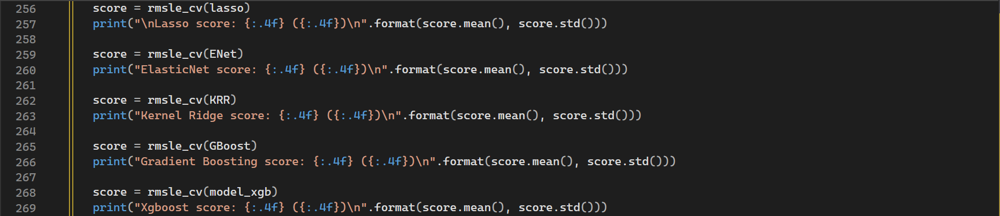 256 score = rmsle_cv(lasso)
257 print("\nLasso score: {:.4f} ({:.4f})\n".format(score.mean(), score.std()))
258
259 score = rmsle_cv(ENet)
260 print("ElasticNet score: {:.4f} ({:.4f})\n".format(score.mean(), score.std()))
261
262 score = rmsle_cv(KRR)
263 print("Kernel Ridge score: {:.4f} ({:.4f})\n".format(score.mean(), score.std()))
264
265 score = rmsle_cv(GBoost)
266 print("Gradient Boosting score: {:.4f} ({:.4f})\n".format(score.mean(), score.std()))
267
268 score = rmsle_cv(model_xgb)
269 print("Xgboost score: {:.4f} ({:.4f})\n".format(score.mean(), score.std()))